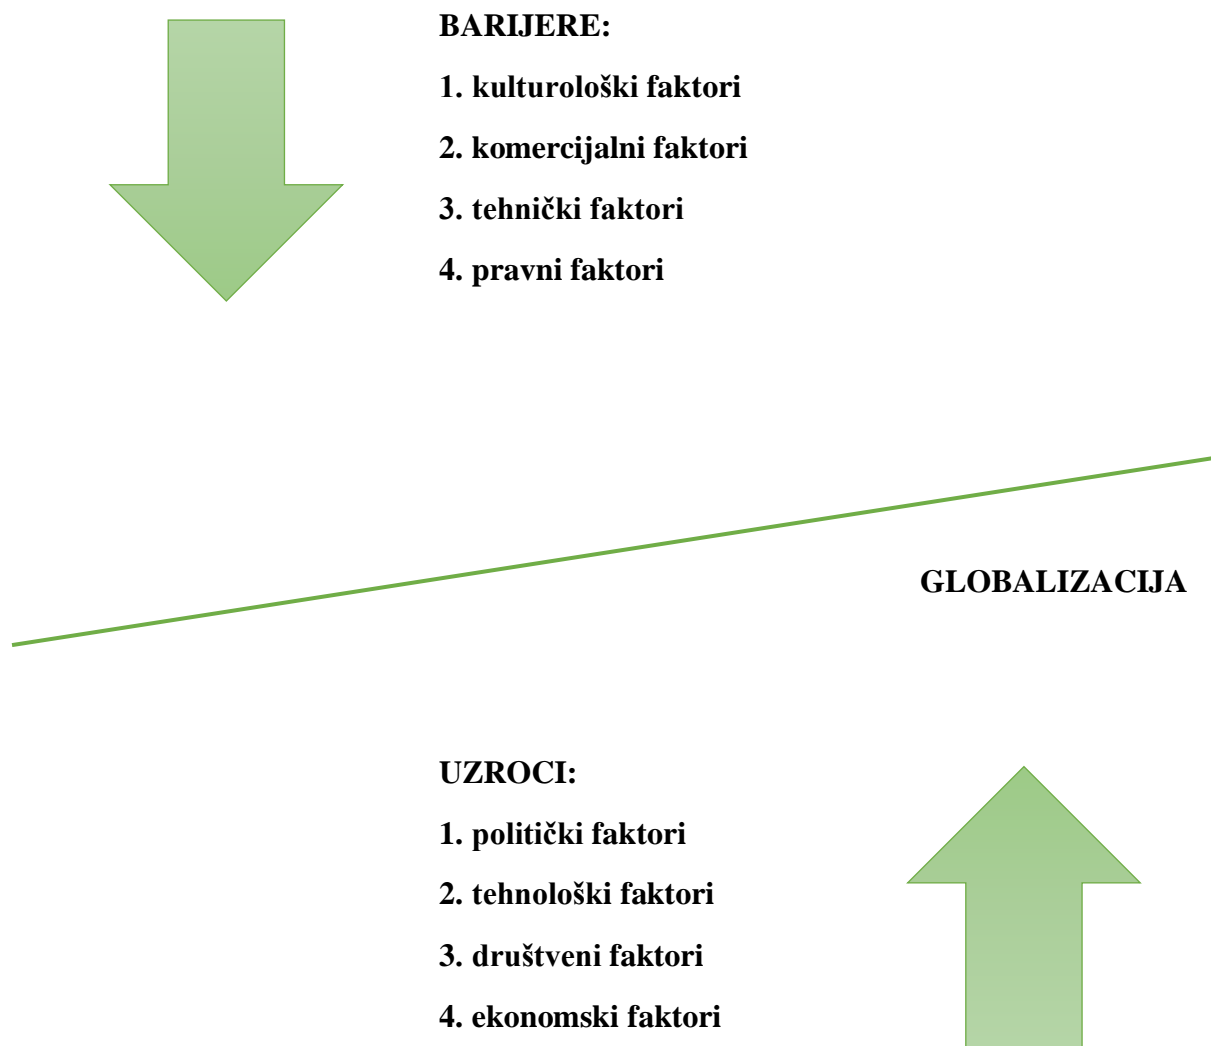 BARIJERE:
1. kulturološki faktori
2. komercijalni faktori
3. tehnički faktori
4. pravni faktori
GLOBALIZACIJA
UZROCI:
1. politički faktori
2. tehnološki faktori
3. društveni faktori
4. ekonomski faktori